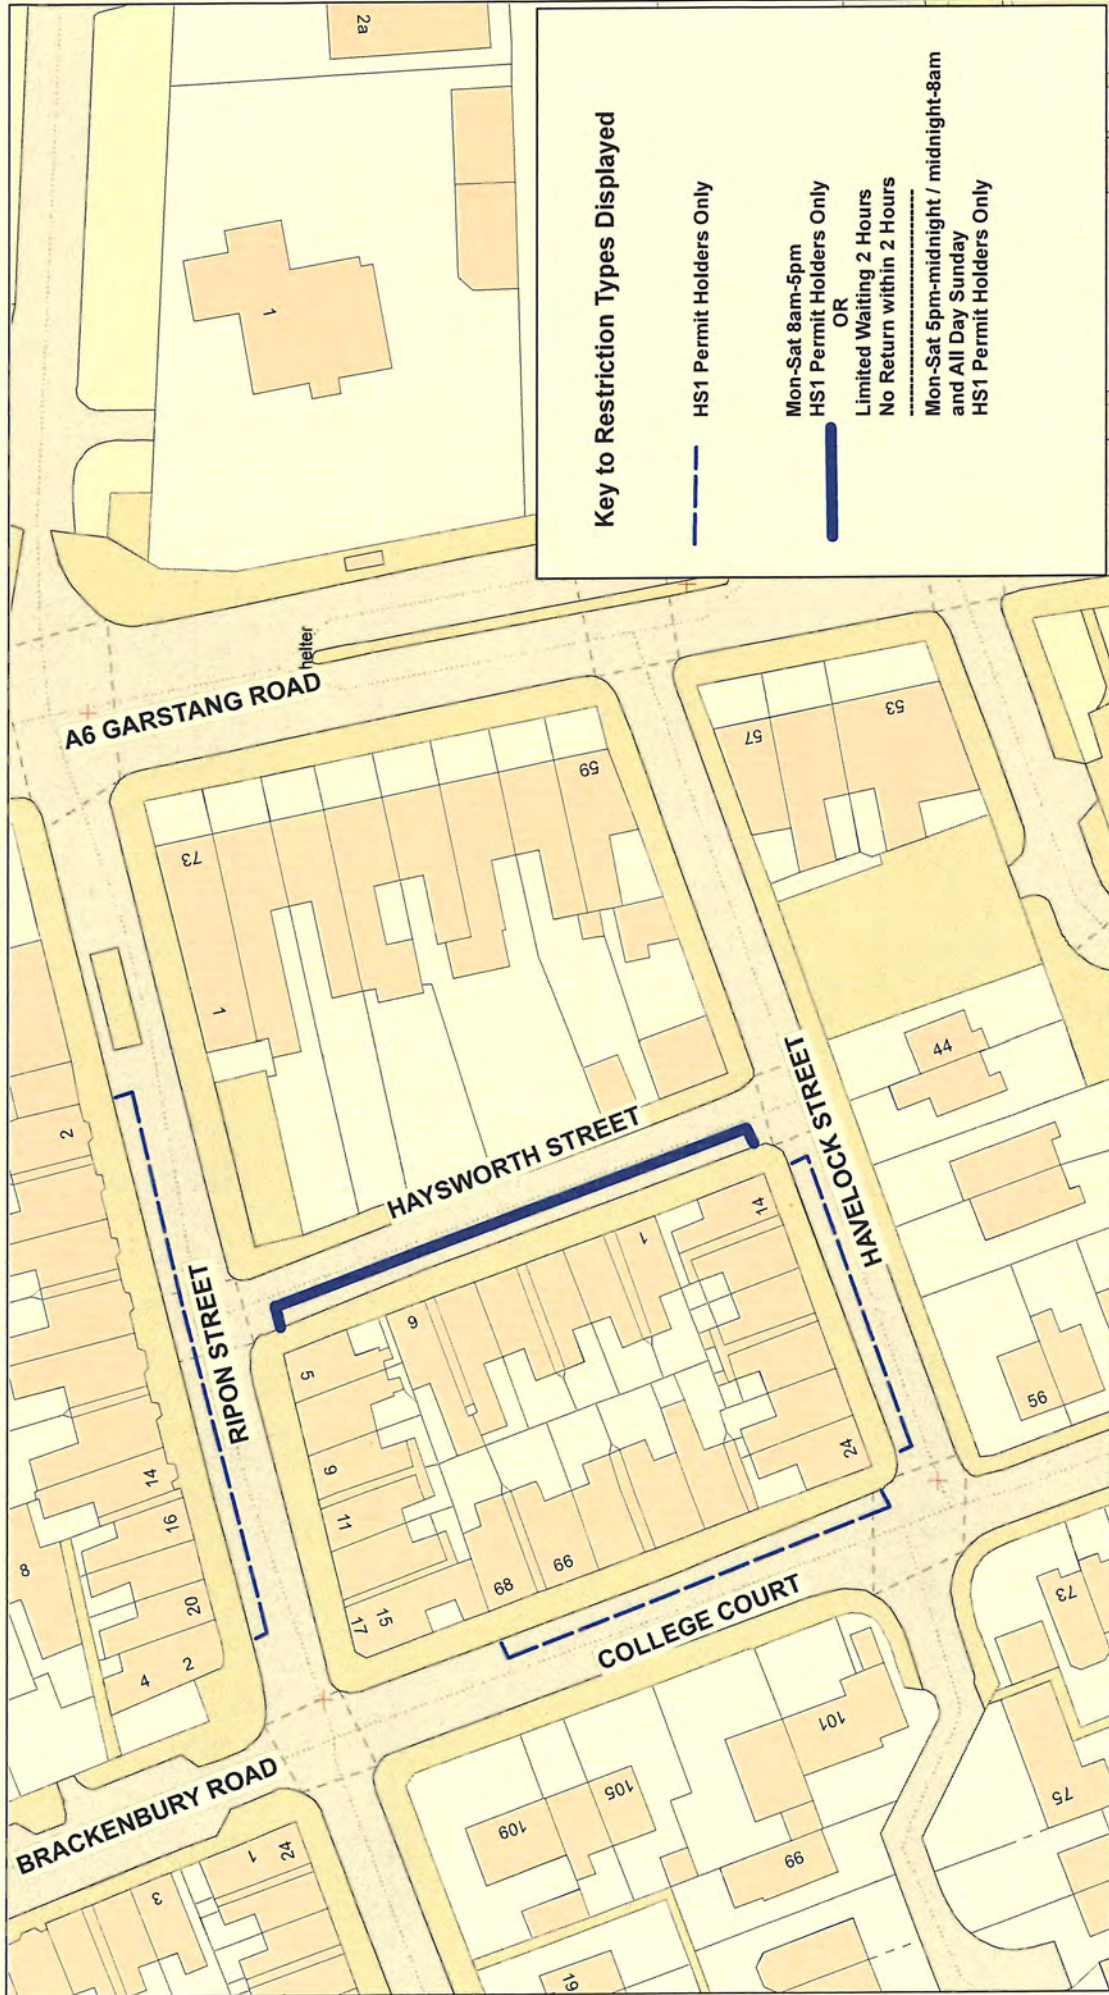 Key to Restriction Types Displayed
HS1 Permit Holders Only
Mon-Sat 8am-5pm
HS1 Permit Holders Only
OR
Limited Waiting 2 Hours
No Return within 2 Hours
Mon-Sat 5pm-midnight / midnight-8am
and All Day Sunday
HS1 Permit Holders Only
A6 GARSTANG ROAD
helter
RIPON STREET
HAYSWORTH STREET
HAVELOCK STREET
COLLEGE COURT
BRACKENBURY ROAD
2a
1
73
59
57
53
1
2
44
14
1
9
5
6
11
15
17
68
66
24
56
14
16
20
2
4
8
1
24
3
109
105
101
99
73
75